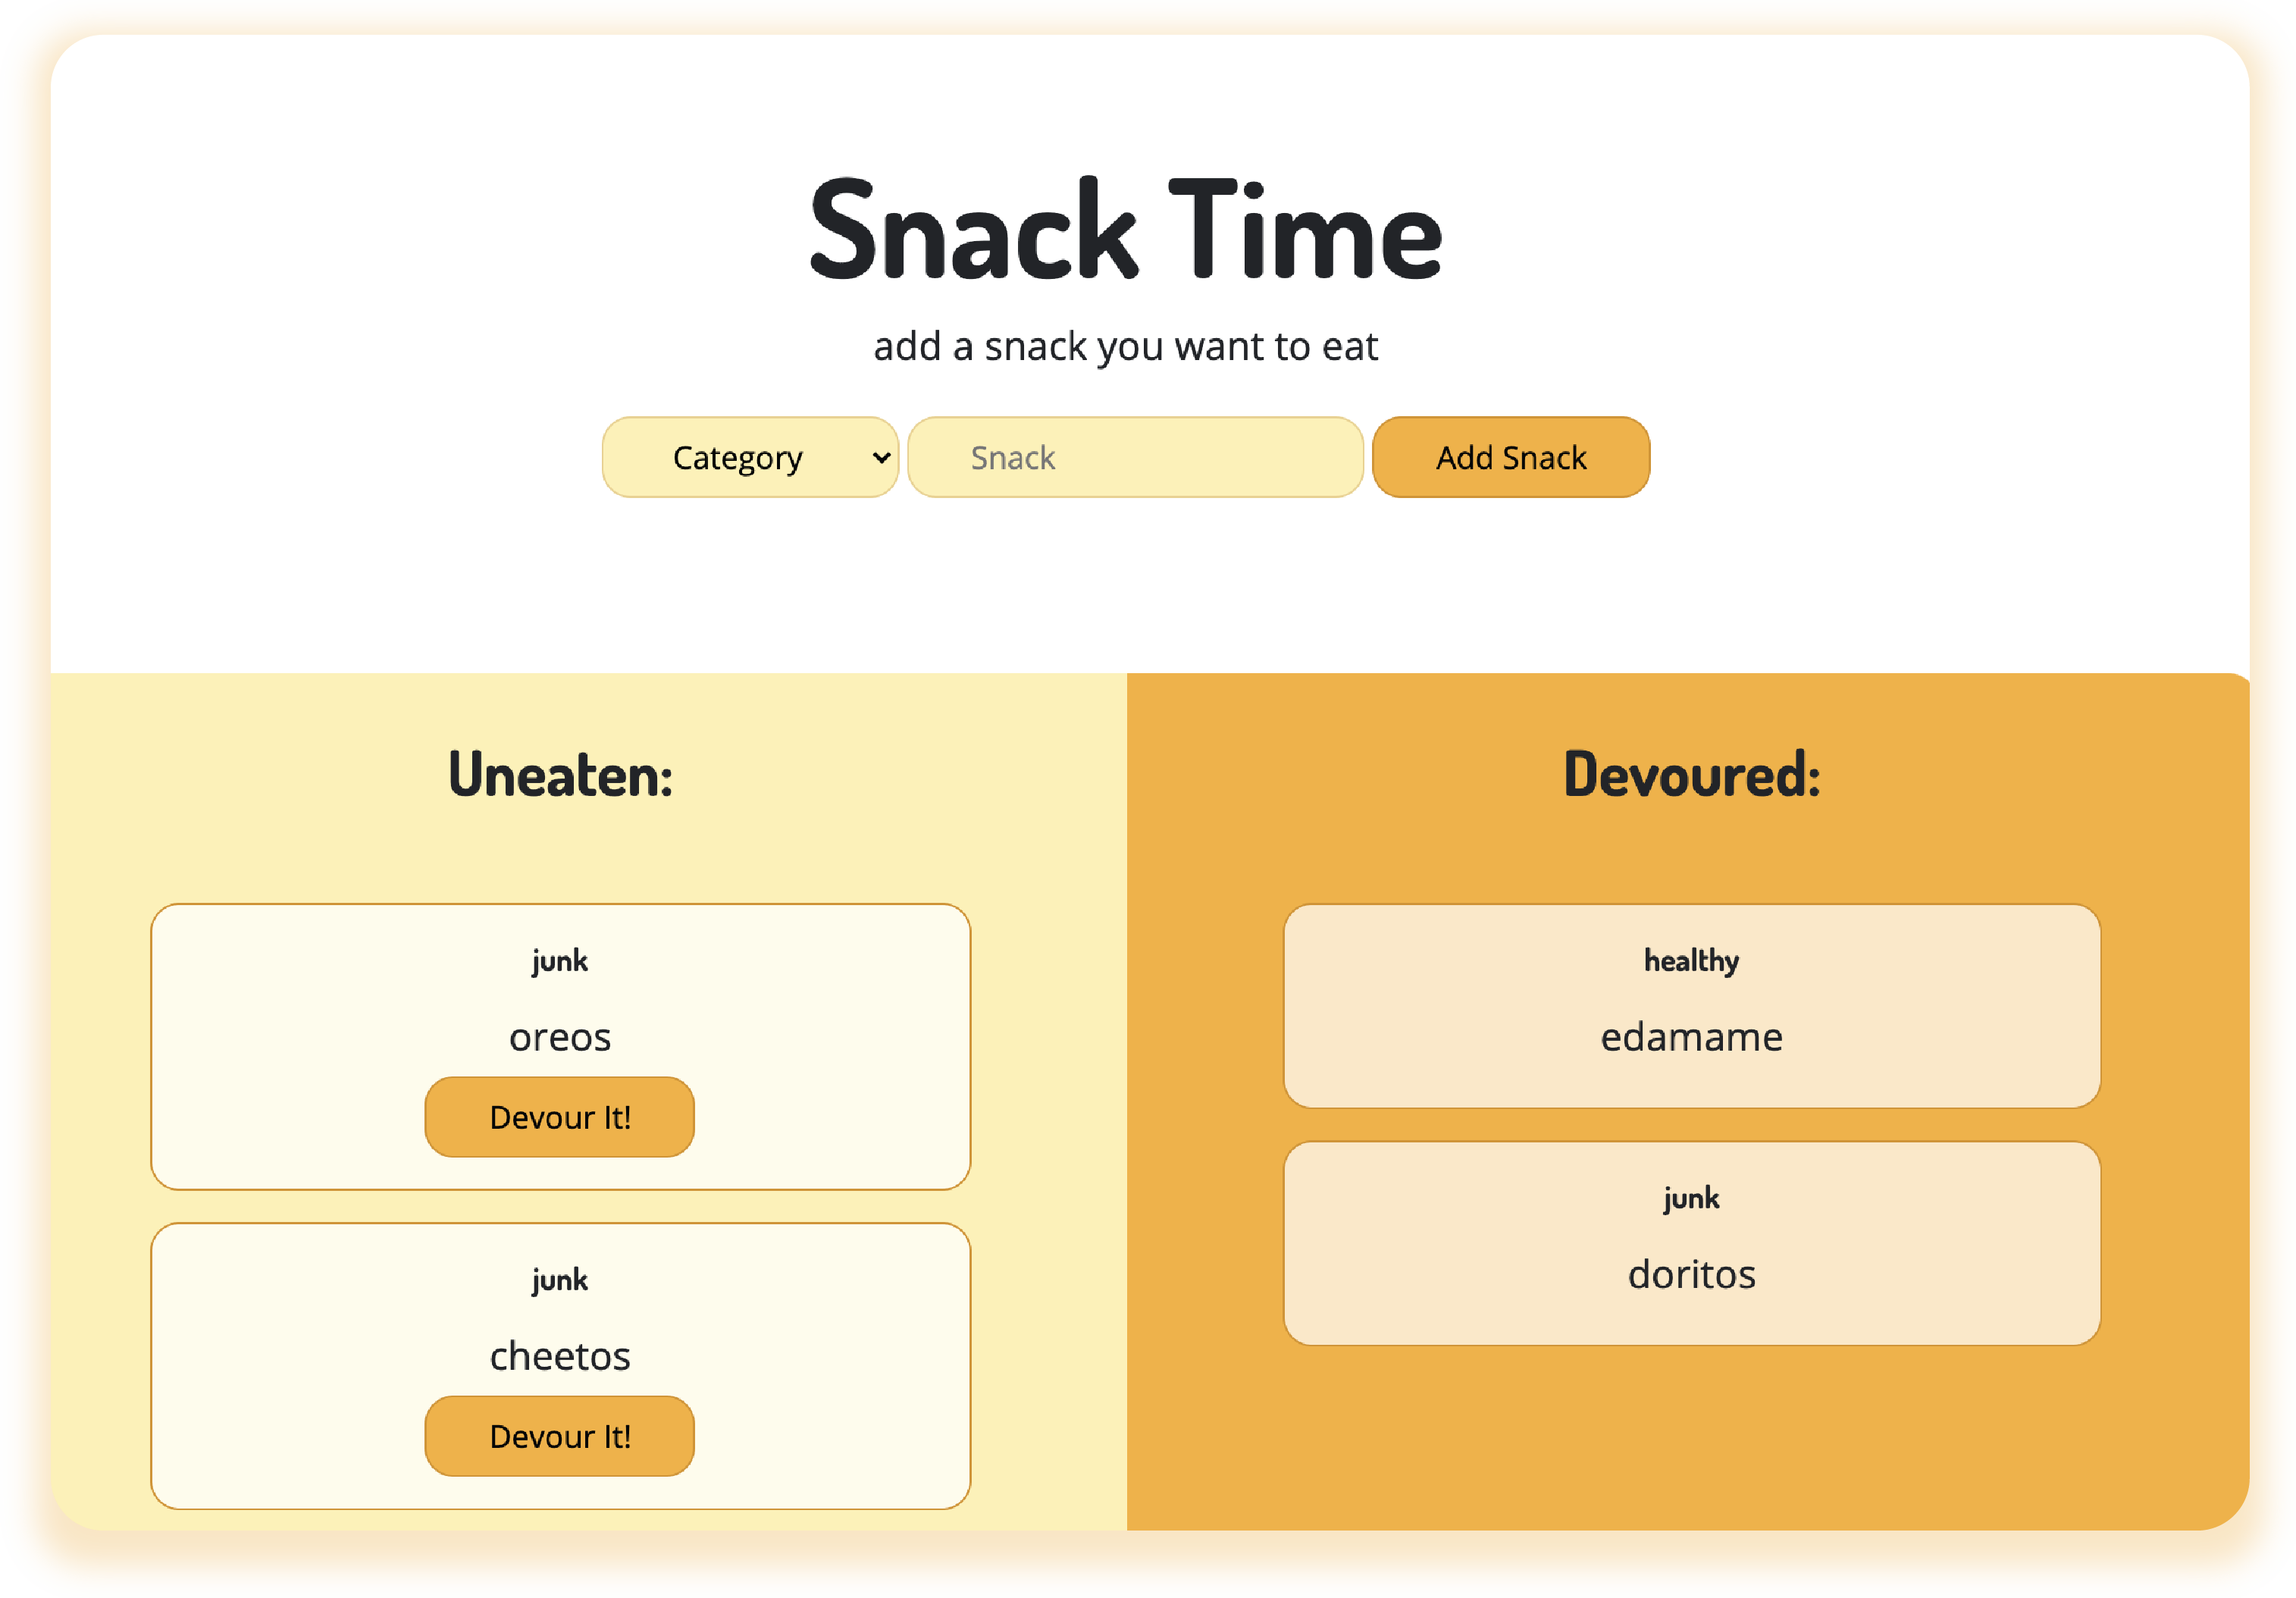 Snack Time
add a snack you want to eat
Category
Snack
Add Snack
Uneaten:
junk
oreos
Devour It!
junk
cheetos
Devour It!
Devoured:
healthy
edamame
junk
doritos